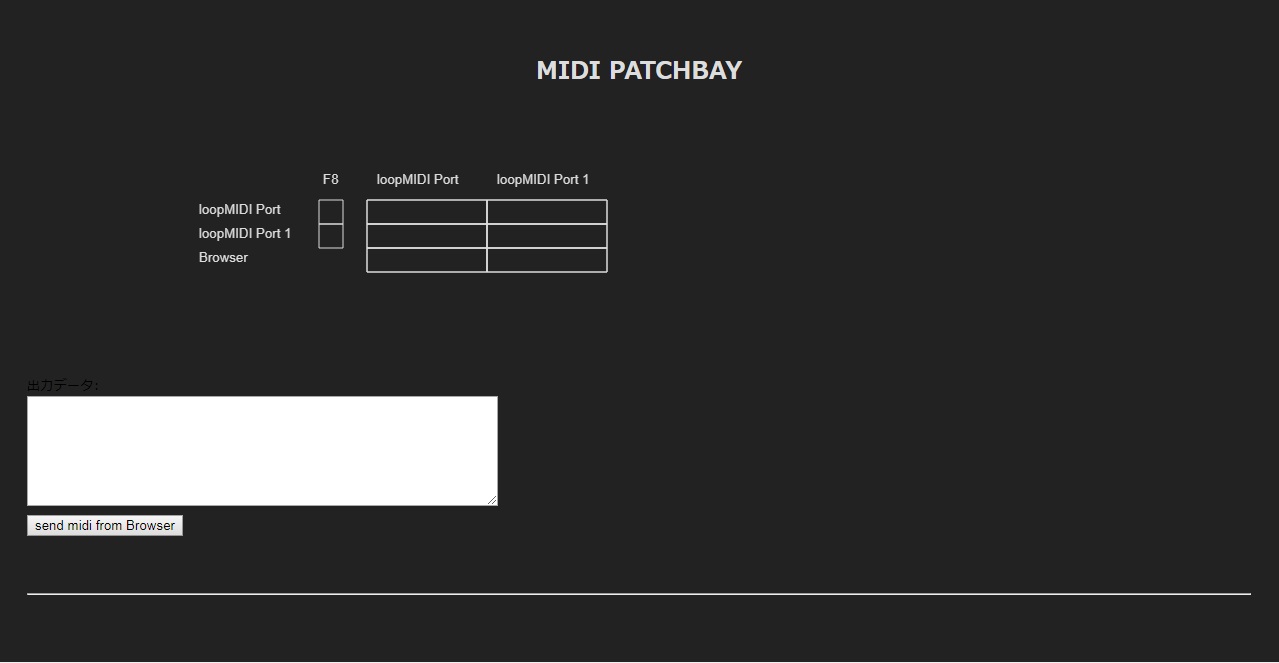 MIDI PATCHBAY
F8 loopMIDI Port loopMIDI Port 1
loopMIDI Port
loopMIDI Port 1
Browser
出力データ:
send midi from Browser